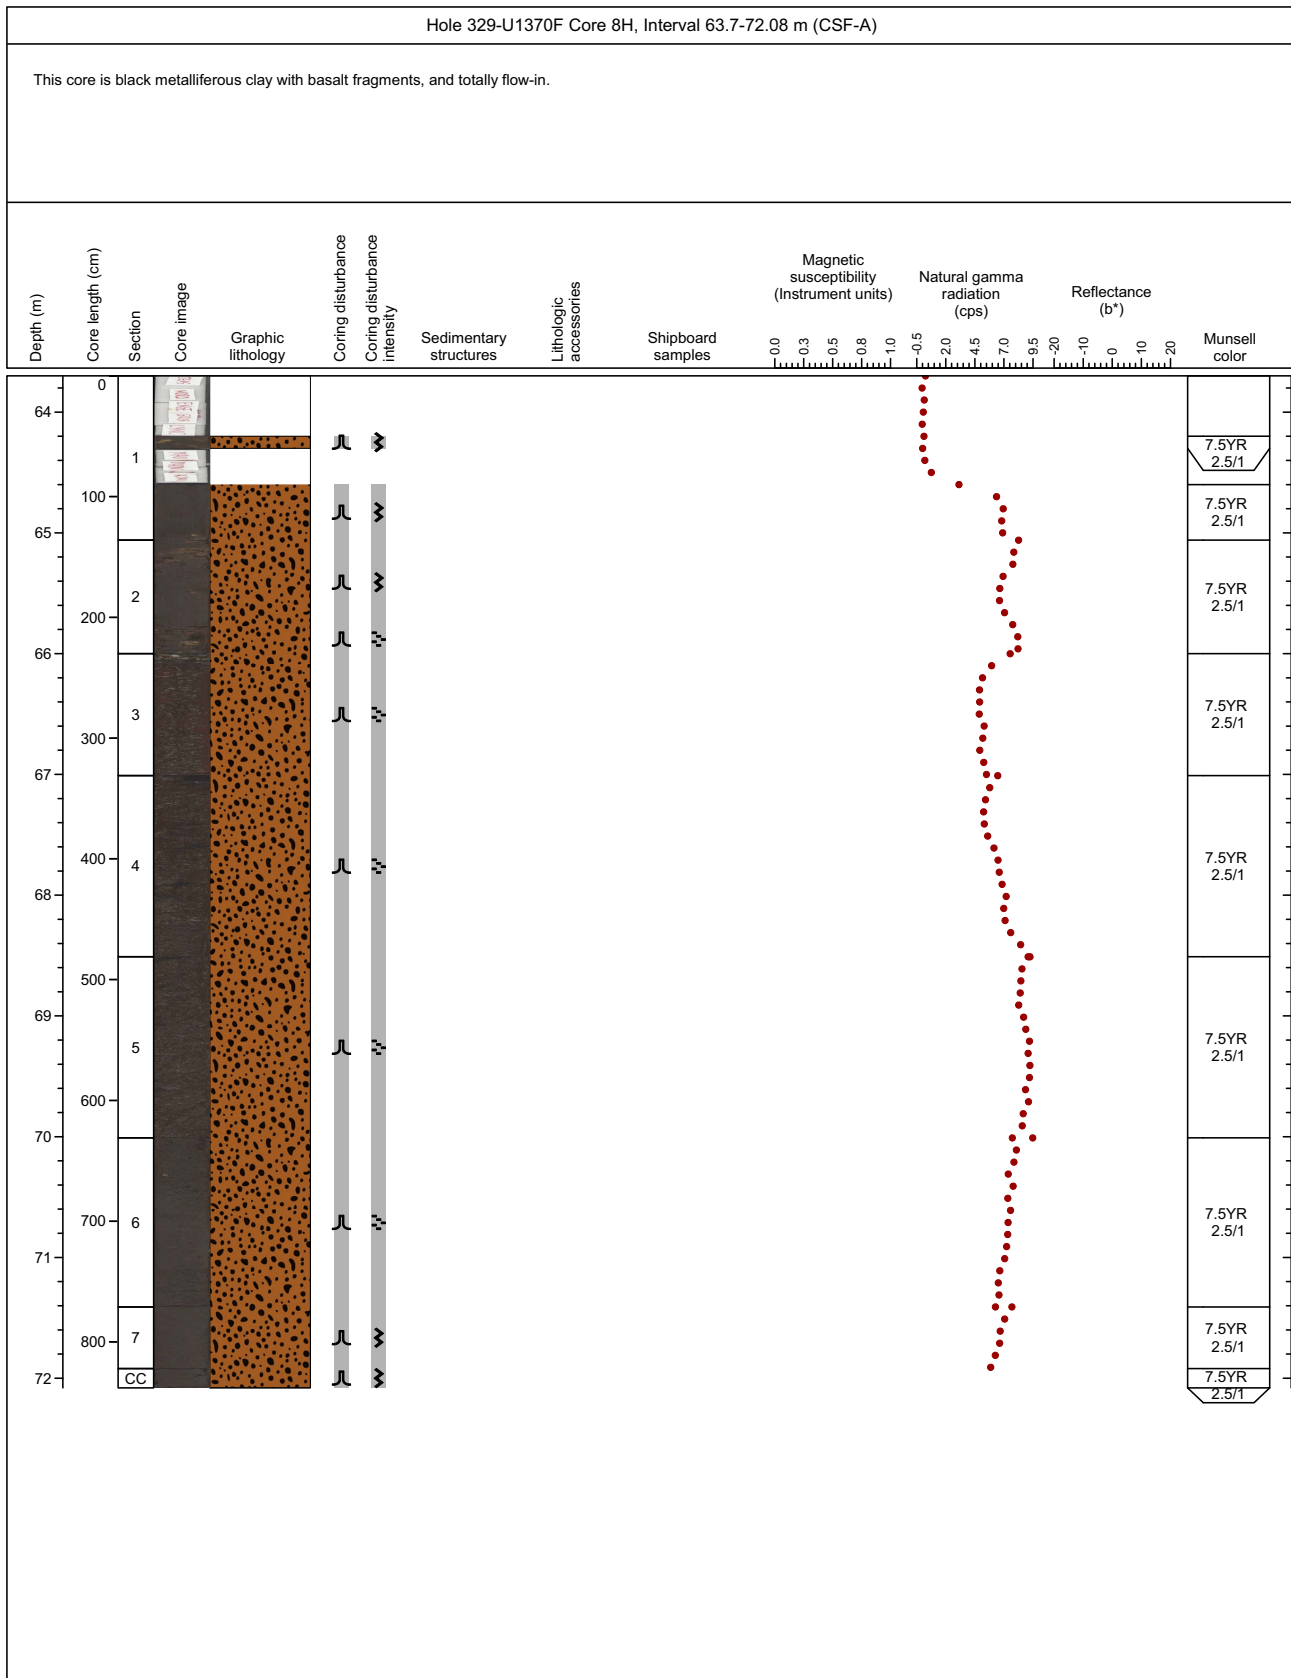 Hole 329-U1370F Core 8H, Interval 63.7-72.08 m (CSF-A)
This core is black metalliferous clay with basalt fragments, and totally flow-in.
Depth (m)
Core length (cm)
Section
Core image
Graphic
lithology
Coring disturbance
Coring disturbance
intensity
Sedimentary
structures
Lithologic
accessories
Shipboard
samples
Magnetic
susceptibility
(Instrument units)
0.0 0.3 0.5 0.8 1.0
Natural gamma
radiation
(cps)
-0.5 2.0 4.5 7.0 9.5
Reflectance
(b*)
-20 -10 0 10 20
Munsell
color
0
64
1
7.5YR
2.5/1
100
7.5YR
2.5/1
65
2
7.5YR
2.5/1
200
66
3
7.5YR
2.5/1
300
67
400
4
7.5YR
2.5/1
68
500
69
5
7.5YR
2.5/1
600
70
700
6
7.5YR
2.5/1
71
800
7
7.5YR
2.5/1
72
CC
7.5YR
2.5/1